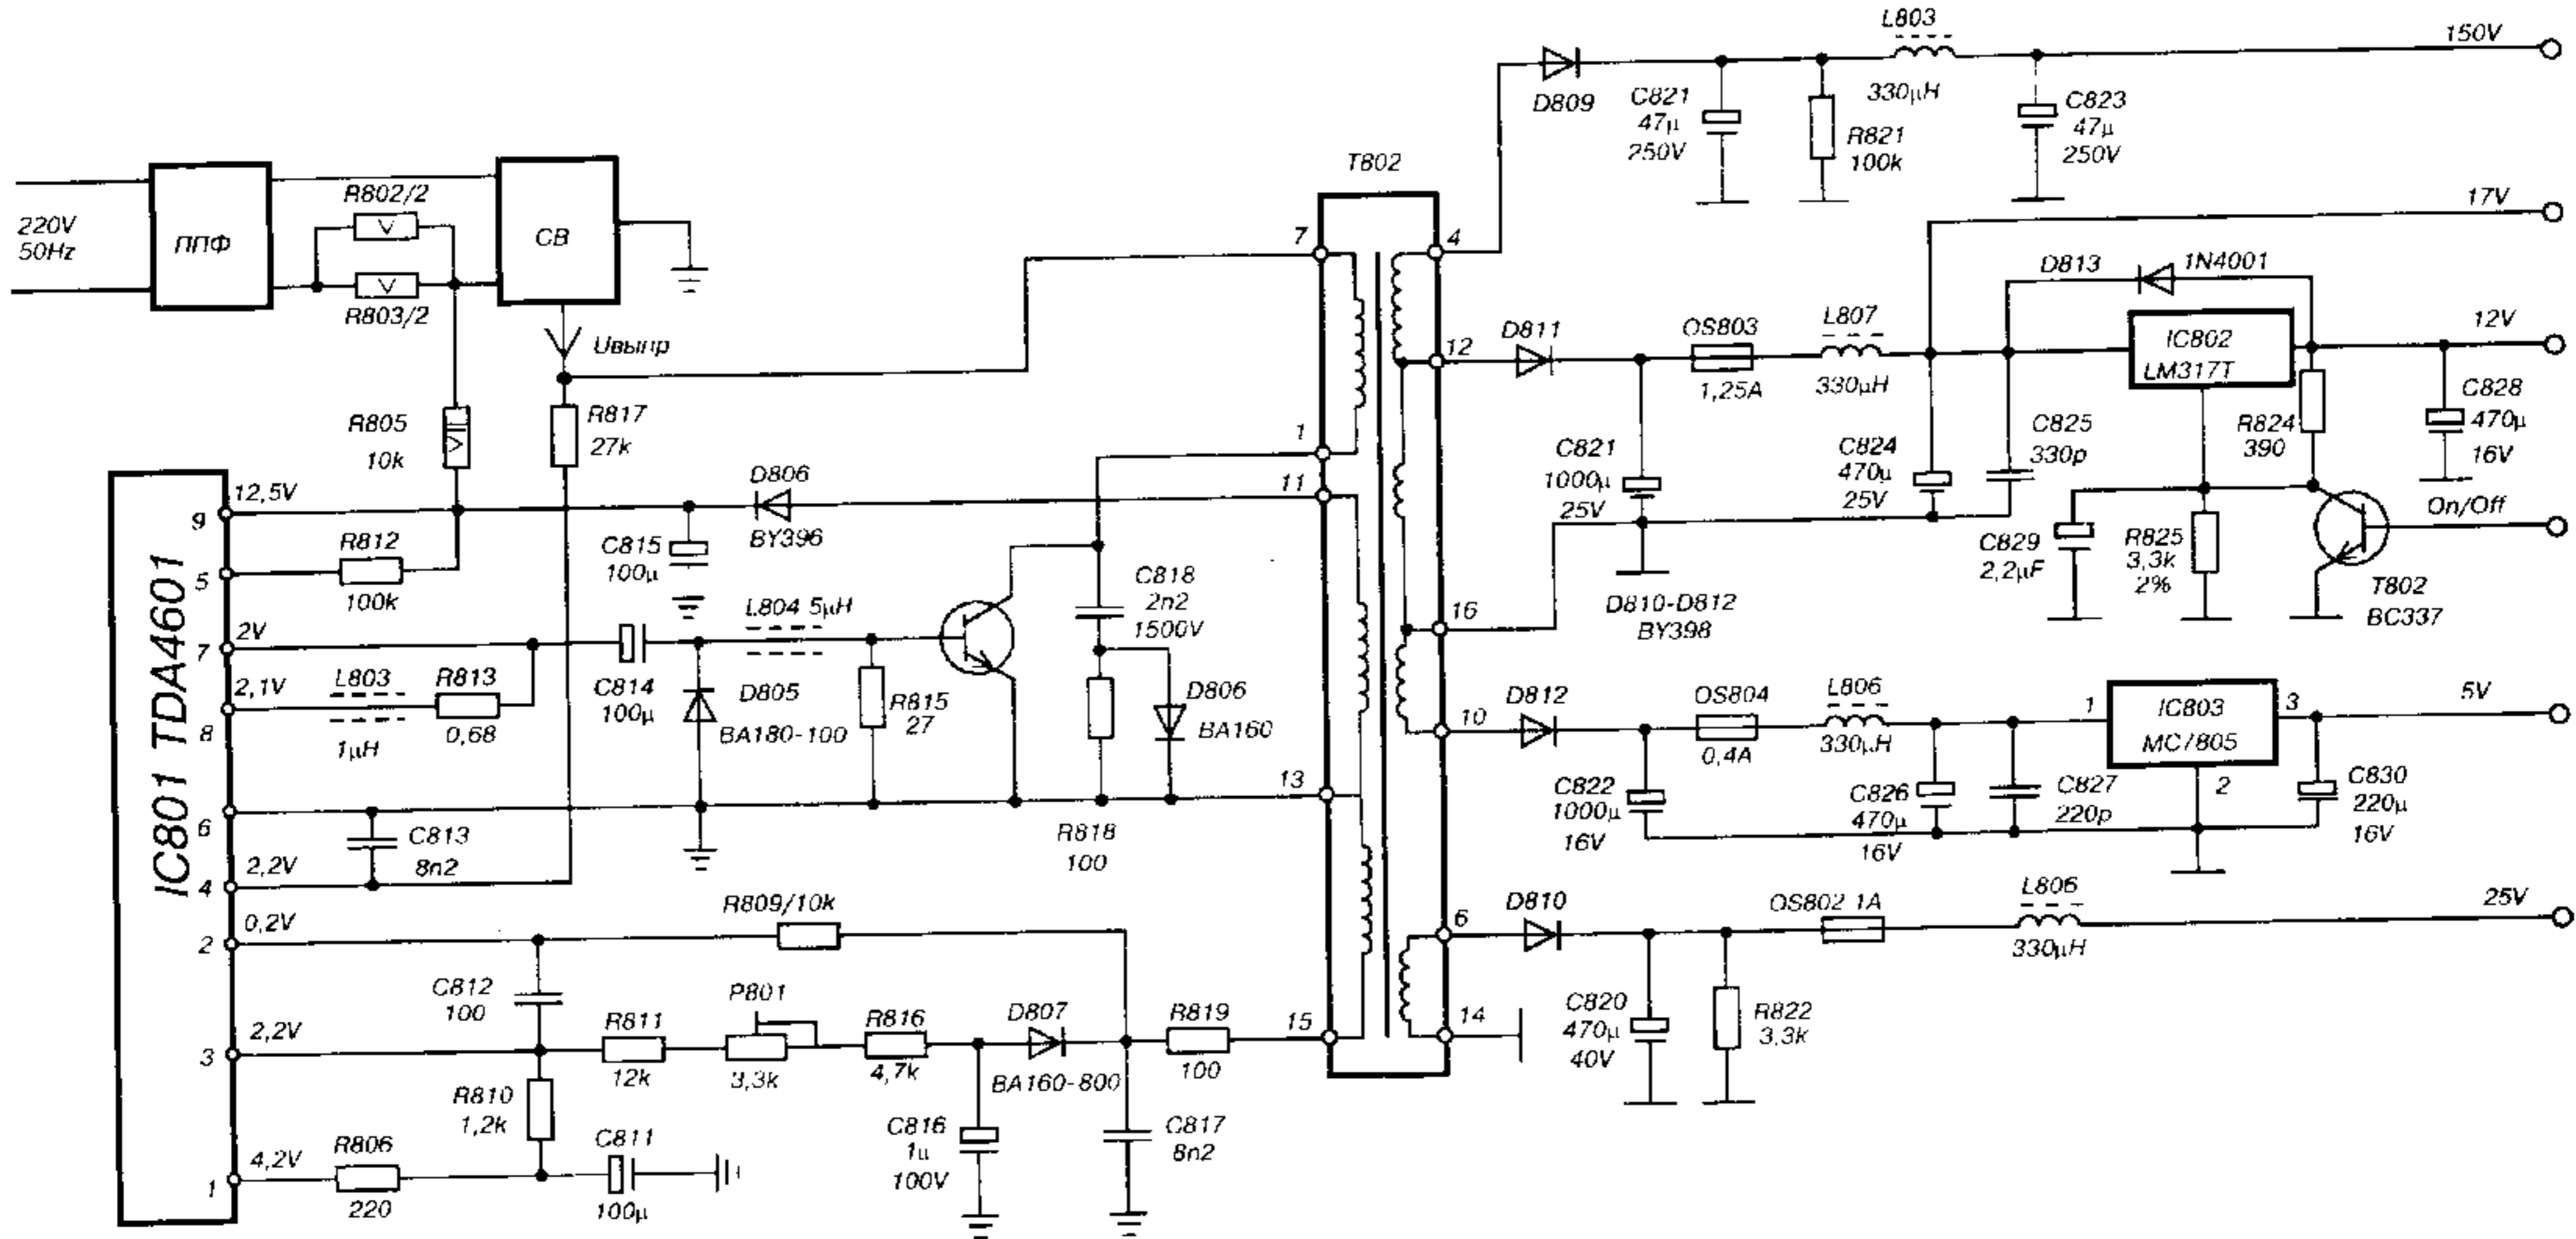 220V
50Hz
ППФ
R802/2
R803/2
СВ
Uвыпр
R805
10k
R817
27k
IC801 TDA4601
9
12,5V
5
R812
100k
7
2V
8
2,1V
L803
1µH
R813
0,68
6
4
2,2V
C813
8n2
2
0,2V
3
2,2V
1
4,2V
D806
BY396
C815
100µ
C814
100µ
L804 5µH
D805
BA180-100
R815
27
C818
2n2
1500V
D806
BA160
R818
100
R809/10k
C812
100
R811
12k
P801
3,3k
R816
4,7k
D807
BA160-800
R819
100
R810
1,2k
R806
220
C811
100µ
C816
1µ
100V
C817
8n2
T802
7
1
11
13
15
4
12
16
10
6
14
D809
C821
47µ
250V
R821
100k
L803
330µH
C823
47µ
250V
150V
17V
D811
OS803
1,25A
L807
330µH
D813
1N4001
IC802
LM317T
12V
C821
1000µ
25V
C824
470µ
25V
C825
330p
R824
390
C828
470µ
16V
D810-D812
BY398
C829
2,2µF
R825
3,3k
2%
On/Off
T802
BC337
D812
OS804
0,4A
L806
330µH
1
IC803
MC7805
3
2
5V
C822
1000µ
16V
C826
470µ
16V
C827
220p
C830
220µ
16V
D810
OS802 1A
L806
330µH
25V
C820
470µ
40V
R822
3,3k